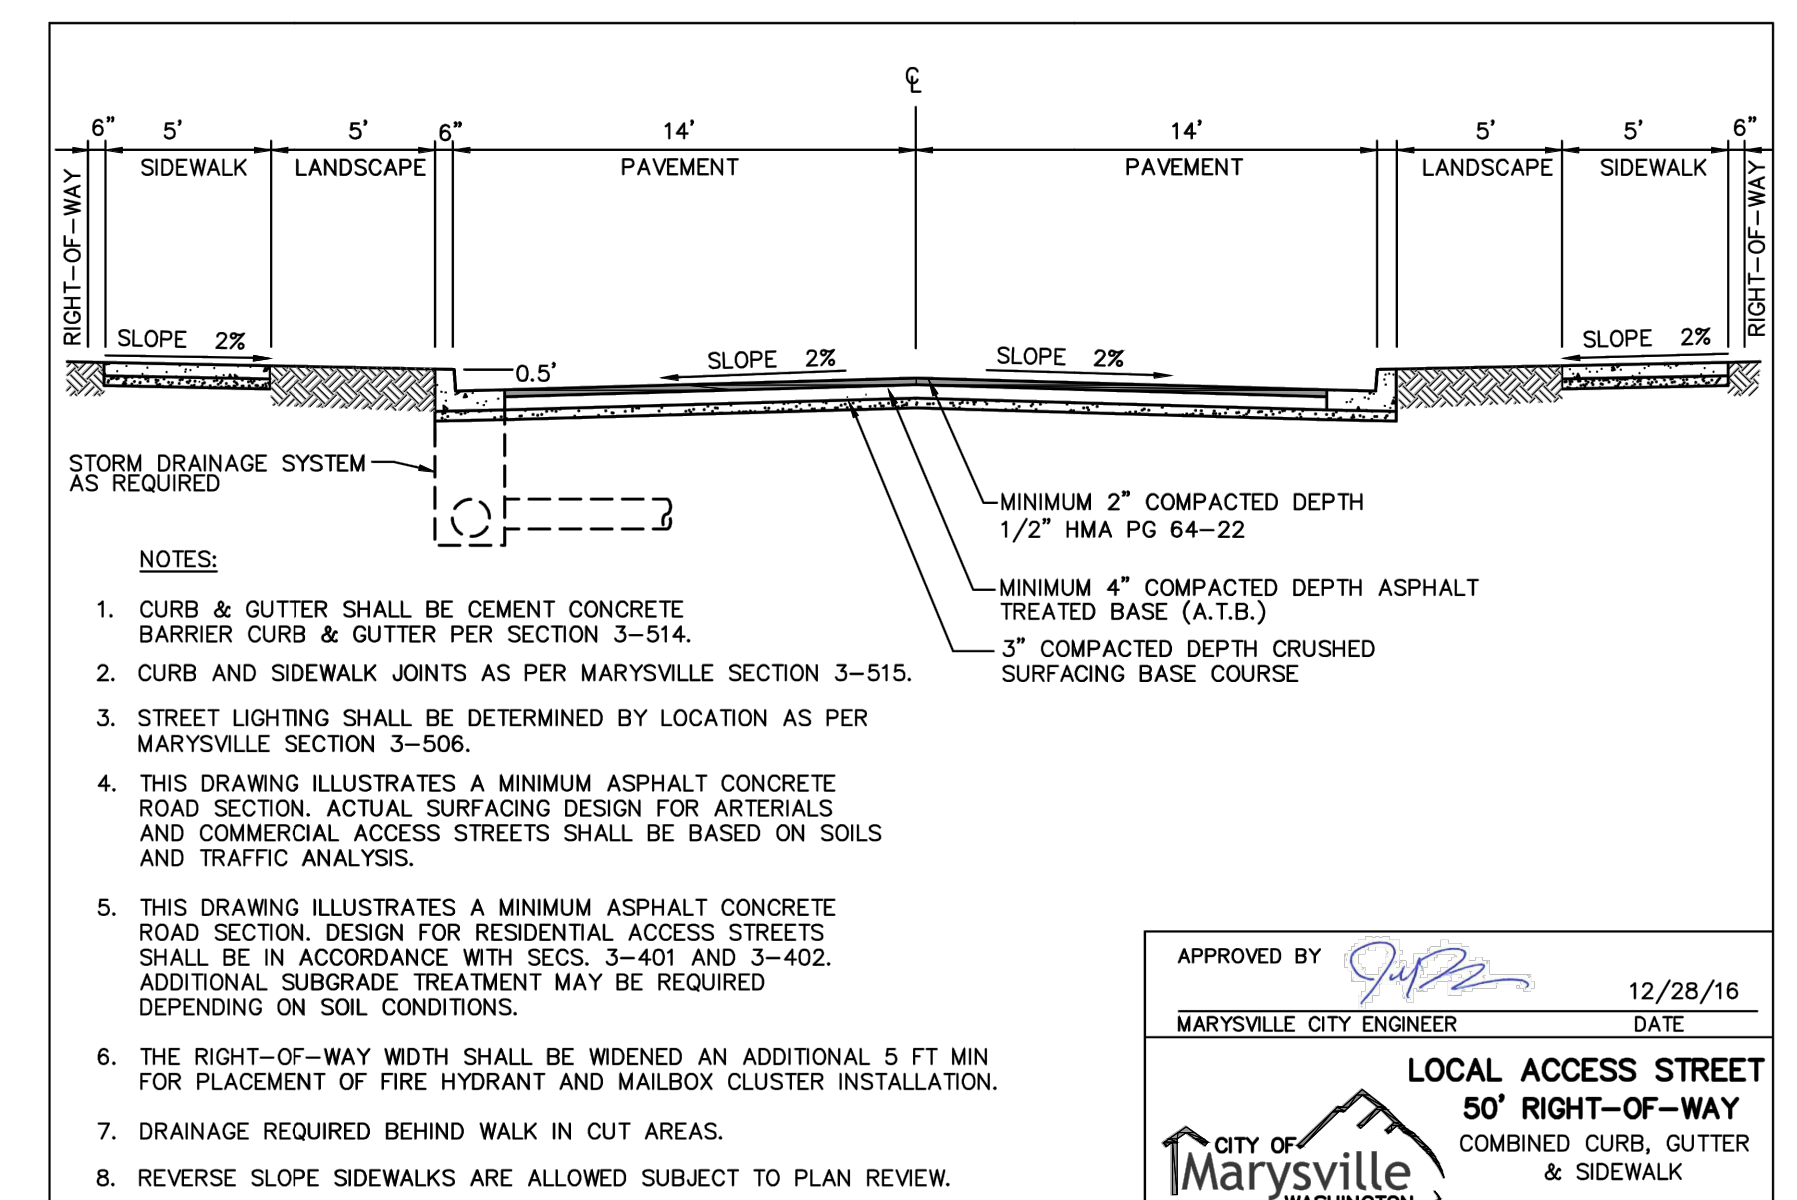 ℄
6” 5’ 5’ 6” 14’ 14’ 5’ 5’ 6”
SIDEWALK LANDSCAPE PAVEMENT PAVEMENT LANDSCAPE SIDEWALK
RIGHT-OF-WAY
RIGHT-OF-WAY
SLOPE 2%
SLOPE 2%
SLOPE 2%
SLOPE 2%
0.5’
STORM DRAINAGE SYSTEM
AS REQUIRED
MINIMUM 2” COMPACTED DEPTH
1/2” HMA PG 64-22
MINIMUM 4” COMPACTED DEPTH ASPHALT
TREATED BASE (A.T.B.)
3” COMPACTED DEPTH CRUSHED
SURFACING BASE COURSE
NOTES:
1. CURB & GUTTER SHALL BE CEMENT CONCRETE
BARRIER CURB & GUTTER PER SECTION 3-514.
2. CURB AND SIDEWALK JOINTS AS PER MARYSVILLE SECTION 3-515.
3. STREET LIGHTING SHALL BE DETERMINED BY LOCATION AS PER
MARYSVILLE SECTION 3-506.
4. THIS DRAWING ILLUSTRATES A MINIMUM ASPHALT CONCRETE
ROAD SECTION. ACTUAL SURFACING DESIGN FOR ARTERIALS
AND COMMERCIAL ACCESS STREETS SHALL BE BASED ON SOILS
AND TRAFFIC ANALYSIS.
5. THIS DRAWING ILLUSTRATES A MINIMUM ASPHALT CONCRETE
ROAD SECTION. DESIGN FOR RESIDENTIAL ACCESS STREETS
SHALL BE IN ACCORDANCE WITH SECS. 3-401 AND 3-402.
ADDITIONAL SUBGRADE TREATMENT MAY BE REQUIRED
DEPENDING ON SOIL CONDITIONS.
6. THE RIGHT-OF-WAY WIDTH SHALL BE WIDENED AN ADDITIONAL 5 FT MIN
FOR PLACEMENT OF FIRE HYDRANT AND MAILBOX CLUSTER INSTALLATION.
7. DRAINAGE REQUIRED BEHIND WALK IN CUT AREAS.
8. REVERSE SLOPE SIDEWALKS ARE ALLOWED SUBJECT TO PLAN REVIEW.
APPROVED BY
12/28/16
MARYSVILLE CITY ENGINEER DATE
LOCAL ACCESS STREET
50’ RIGHT-OF-WAY
COMBINED CURB, GUTTER
& SIDEWALK
CITY OF
Marysville
WASHINGTON